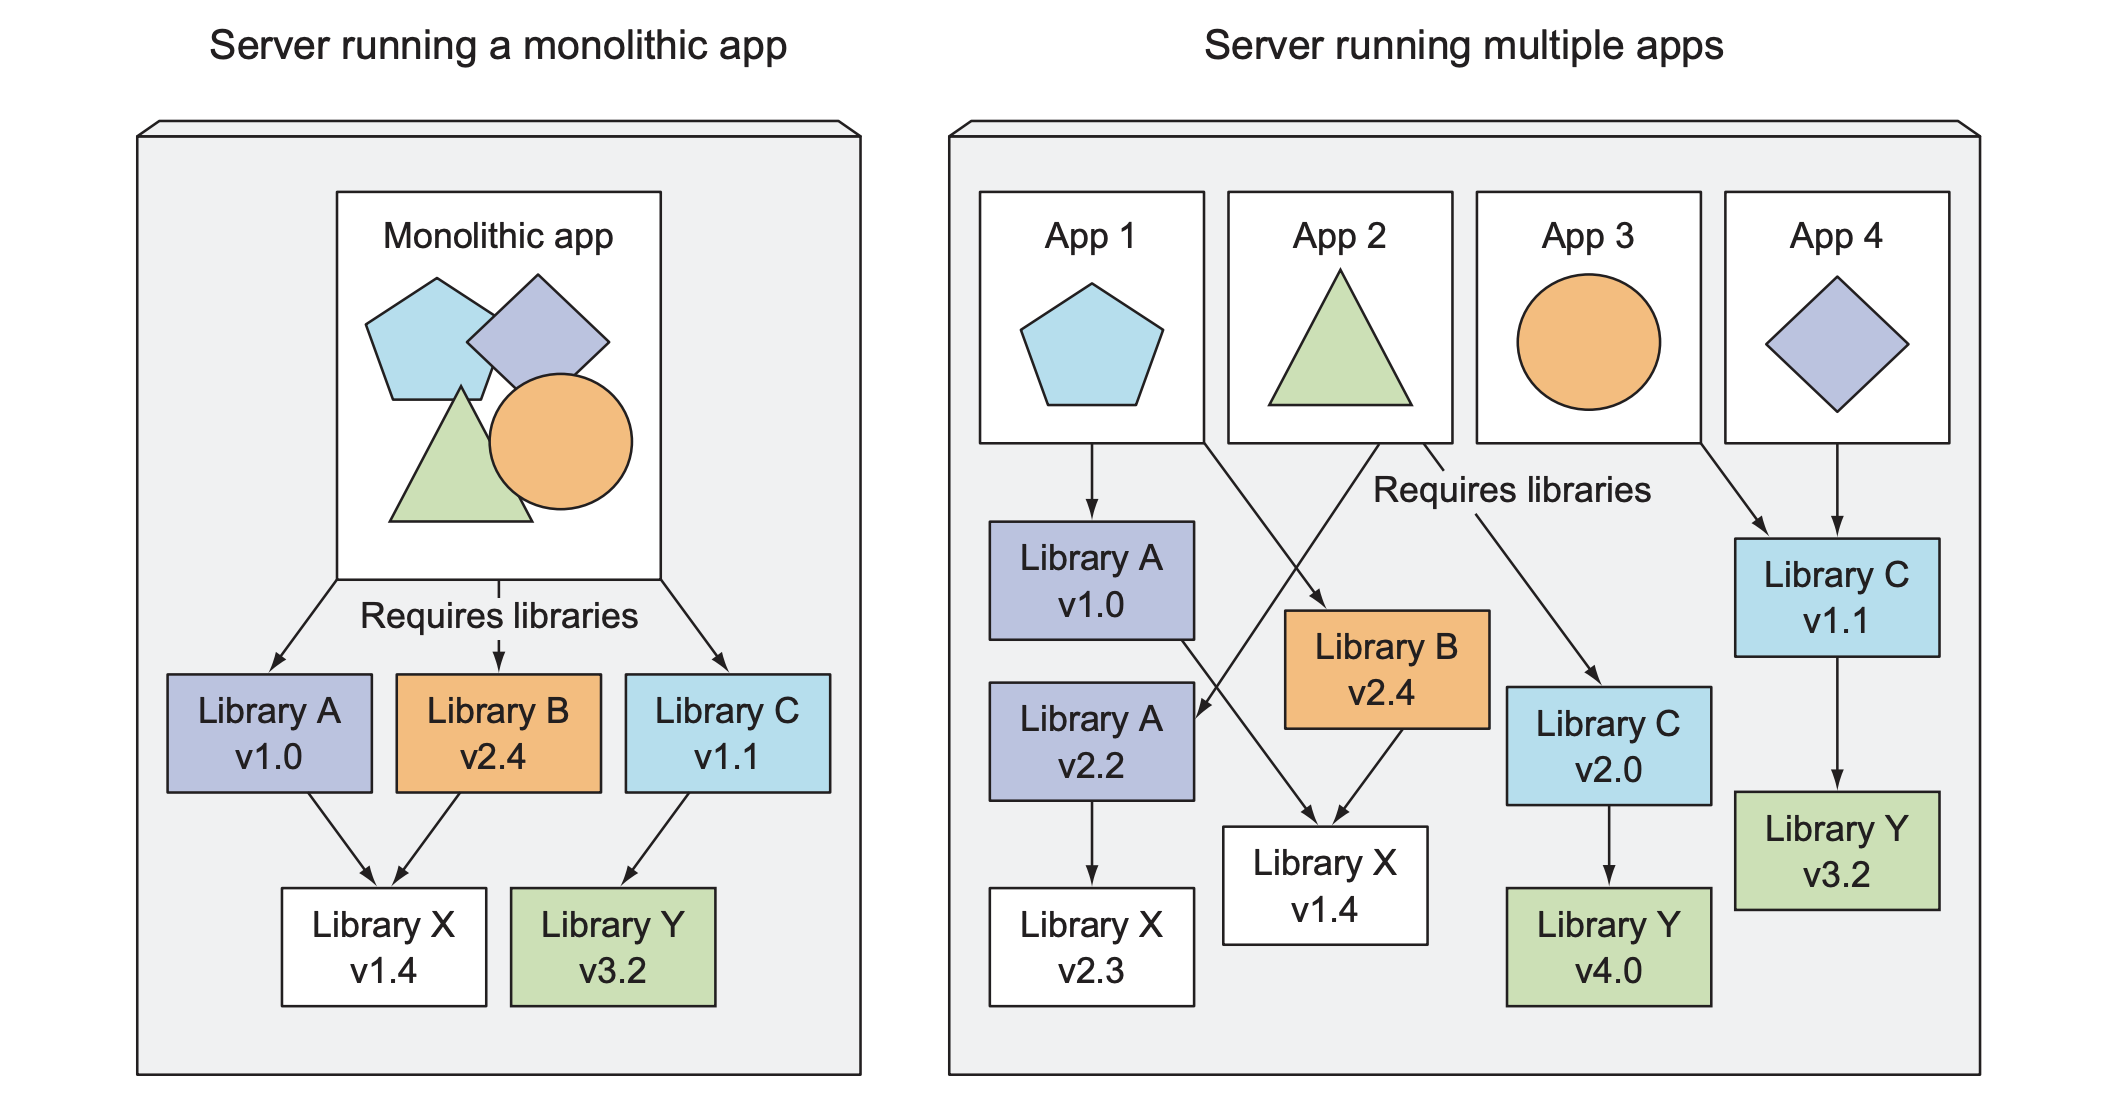 Server running a monolithic app
Monolithic app
Requires libraries
Library A
v1.0
Library B
v2.4
Library C
v1.1
Library X
v1.4
Library Y
v3.2
Server running multiple apps
App 1
App 2
App 3
App 4
Requires libraries
Library A
v1.0
Library C
v1.1
Library B
v2.4
Library A
v2.2
Library C
v2.0
Library Y
v3.2
Library X
v1.4
Library X
v2.3
Library Y
v4.0